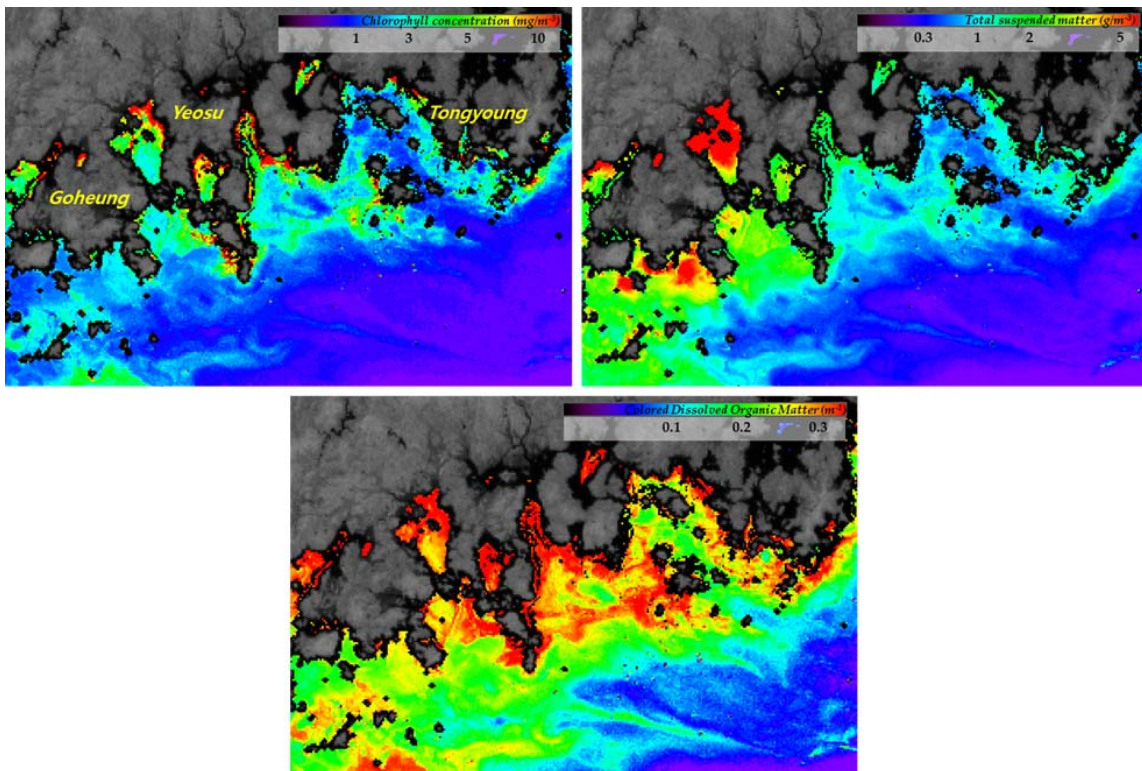 Chlorophyll concentration (mg/m-3)
1 3 5 10
Yeosu
Tongyoung
Goheung
Total suspended matter (g/m-3)
0.3 1 2 5
Colored Dissolved Organic Matter (m-1)
0.1 0.2 0.3